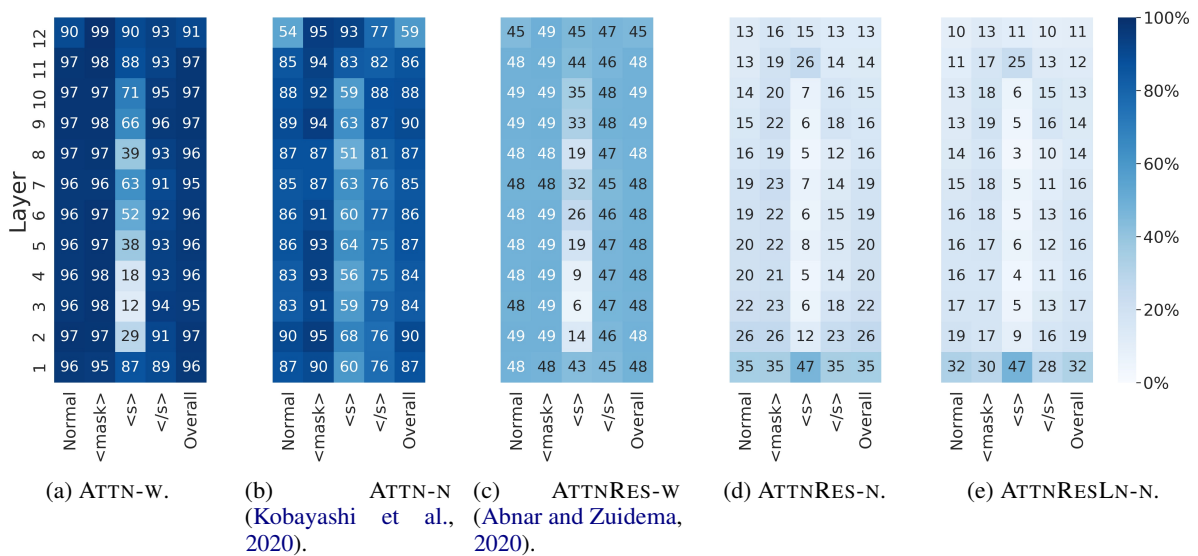 12 90 99 90 93 91 54 95 93 77 59 45 49 45 47 45 13 16 15 13 13 10 13 11 10 11 100%
11 97 98 88 93 97 85 94 83 82 86 48 49 44 46 48 13 19 26 14 14 11 17 25 13 12
10 97 97 71 95 97 88 92 59 88 88 49 49 35 48 49 14 20 7 16 15 13 18 6 15 13 80%
9 97 98 66 96 97 89 94 63 87 90 49 49 33 48 49 15 22 6 18 16 13 19 5 16 14
8 97 97 39 93 96 87 87 51 81 87 48 48 19 47 48 16 19 5 12 16 14 16 3 10 14 60%
7 96 96 63 91 95 85 87 63 76 85 48 48 32 45 48 19 23 7 14 19 15 18 5 11 16
6 96 97 52 92 96 86 91 60 77 86 48 49 26 46 48 19 22 6 15 19 16 18 5 13 16
5 96 97 38 93 96 86 93 64 75 87 48 49 19 47 48 20 22 8 15 20 16 17 6 12 16 40%
4 96 98 18 93 96 83 93 56 75 84 48 49 9 47 48 20 21 5 14 20 16 17 4 11 16
3 96 98 12 94 95 83 91 59 79 84 48 49 6 47 48 22 23 6 18 22 17 17 5 13 17 20%
2 97 97 29 91 97 90 95 68 76 90 49 49 14 46 48 26 26 12 23 26 19 17 9 16 19
1 96 95 87 89 96 87 90 60 76 87 48 48 43 45 48 35 35 47 35 35 32 30 47 28 32 0%
Layer
Normal <mask> <s> </s> Overall Normal <mask> <s> </s> Overall Normal <mask> <s> </s> Overall Normal <mask> <s> </s> Overall Normal <mask> <s> </s> Overall
(a) ATTN-W.
(b) ATTN-N
(Kobayashi et al.,
2020).
(c) ATTNRES-W
(Abnar and Zuidema,
2020).
(d) ATTNRES-N.
(e) ATTNRESLN-N.